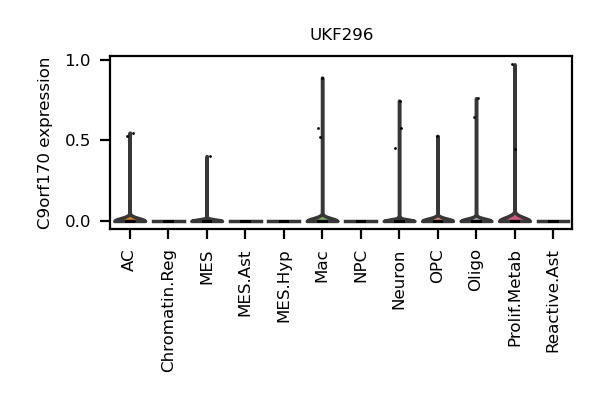 UKF296
C9orf170 expression
1.0
0.5
0.0
AC
Chromatin.Reg
MES
MES.Ast
MES.Hyp
Mac
NPC
Neuron
OPC
Oligo
Prolif.Metab
Reactive.Ast